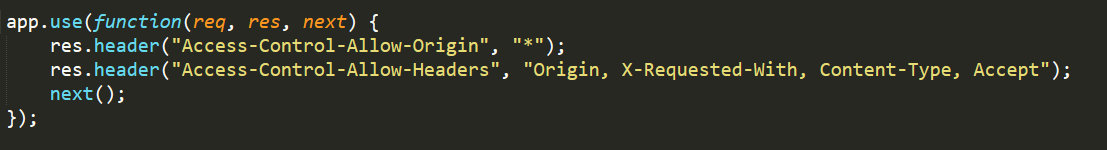 app.use(function(req, res, next) {
    res.header("Access-Control-Allow-Origin", "*");
    res.header("Access-Control-Allow-Headers", "Origin, X-Requested-With, Content-Type, Accept");
    next();
});